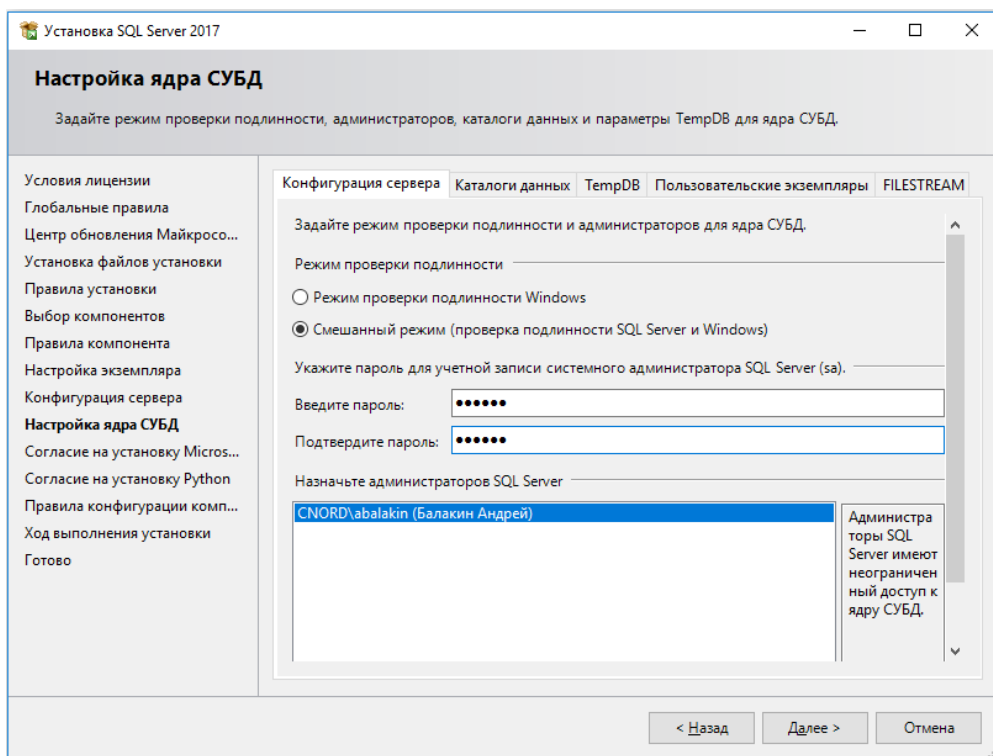 Установка SQL Server 2017
Настройка ядра СУБД
Задайте режим проверки подлинности, администраторов, каталоги данных и параметры TempDB для ядра СУБД.
Условия лицензии
Глобальные правила
Центр обновления Майкросо...
Установка файлов установки
Правила установки
Выбор компонентов
Правила компонента
Настройка экземпляра
Конфигурация сервера
Настройка ядра СУБД
Согласие на установку Micros...
Согласие на установку Python
Правила конфигурации комп...
Ход выполнения установки
Готово
Конфигурация сервера Каталоги данных TempDB Пользовательские экземпляры FILESTREAM
Задайте режим проверки подлинности и администраторов для ядра СУБД.
Режим проверки подлинности
Режим проверки подлинности Windows
Смешанный режим (проверка подлинности SQL Server и Windows)
Укажите пароль для учетной записи системного администратора SQL Server (sa).
Введите пароль: ●●●●●●
Подтвердите пароль: ●●●●●●
Назначьте администраторов SQL Server
CNORD\abalakin (Балакин Андрей)
Администра
торы SQL
Server имеют
неограничен
ный доступ к
ядру СУБД.
< Назад Далее > Отмена